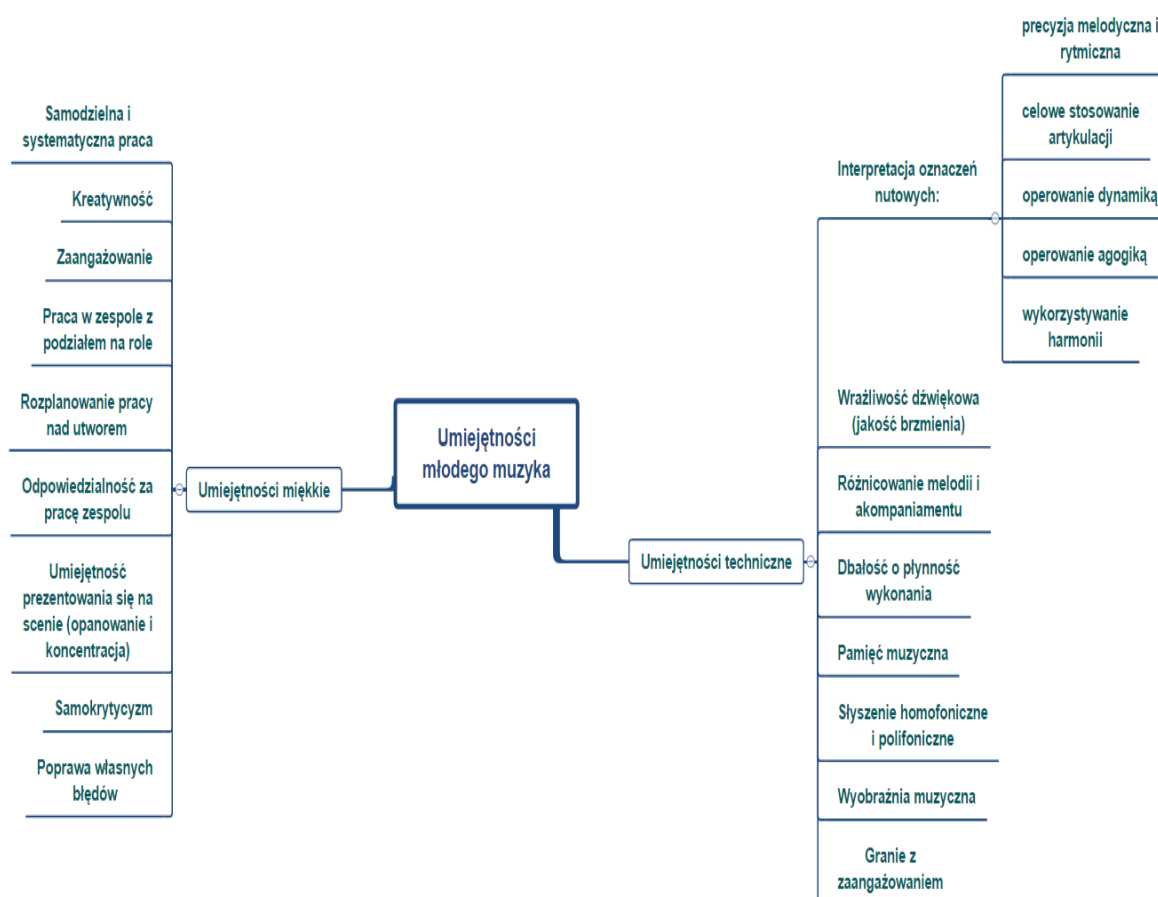 Umiejętności
młodego muzyka
Umiejętności miękkie
Samodzielna i
systematyczna praca
Kreatywność
Zaangażowanie
Praca w zespole z
podziałem na role
Rozplanowanie pracy
nad utworem
Odpowiedzialność za
pracę zespołu
Umiejętność
prezentowania się na
scenie (opanowanie i
koncentracja)
Samokrytycyzm
Poprawa własnych
błędów
Umiejętności techniczne
Interpretacja oznaczeń
nutowych:
precyzja melodyczna i
rytmiczna
celowe stosowanie
artykulacji
operowanie dynamiką
operowanie agogiką
wykorzystywanie
harmonii
Wrażliwość dźwiękowa
(jakość brzmienia)
Różnicowanie melodii i
akompaniamentu
Dbałość o płynność
wykonania
Pamięć muzyczna
Słyszenie homofoniczne
i polifoniczne
Wyobraźnia muzyczna
Granie z
zaangażowaniem